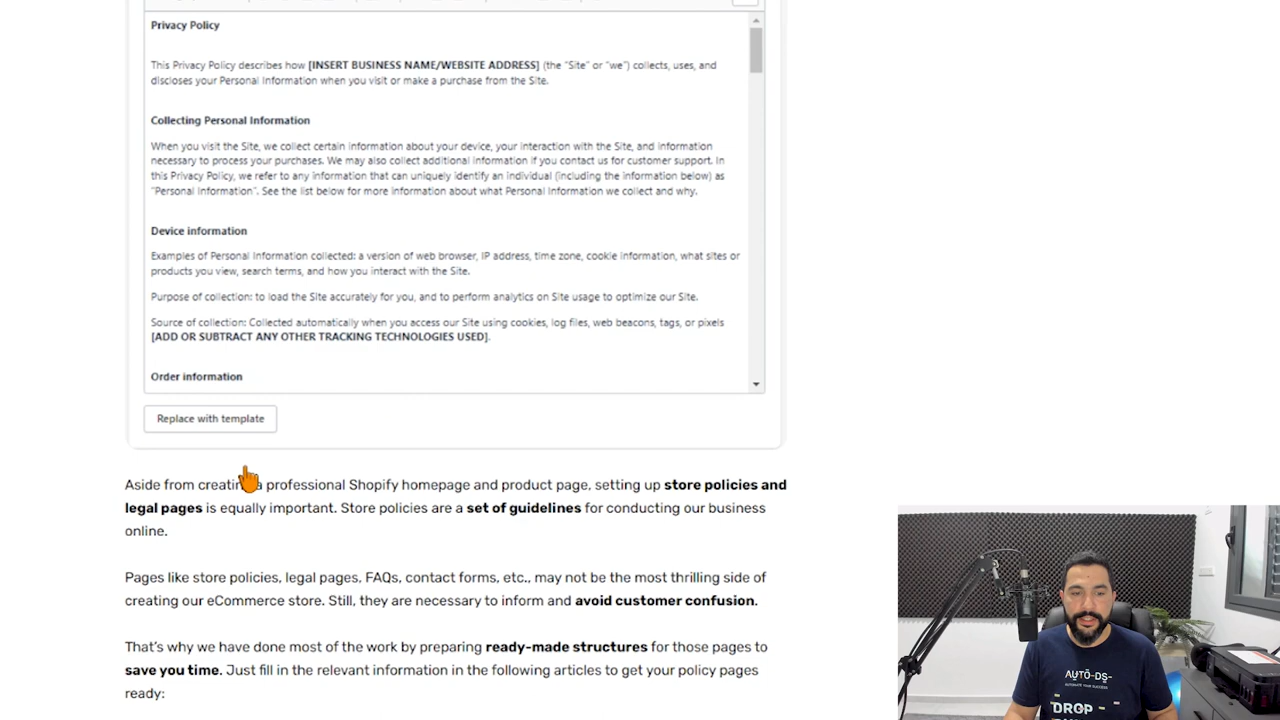 Privacy Policy
This Privacy Policy describes how [INSERT BUSINESS NAME/WEBSITE ADDRESS] (the "Site" or "we") collects, uses, and
discloses your Personal Information when you visit or make a purchase from the Site.
Collecting Personal Information
When you visit the Site, we collect certain information about your device, your interaction with the Site, and information
necessary to process your purchases. We may also collect additional information if you contact us for customer support. In
this Privacy Policy, we refer to any information that can uniquely identify an individual (including the information below) as
"Personal Information". See the list below for more information about what Personal Information we collect and why.
Device information
Examples of Personal Information collected: a version of web browser, IP address, time zone, cookie information, what sites or
products you view, search terms, and how you interact with the Site.
Purpose of collection: to load the Site accurately for you, and to perform analytics on Site usage to optimize our Site.
Source of collection: Collected automatically when you access our Site using cookies, log files, web beacons, tags, or pixels
[ADD OR SUBTRACT ANY OTHER TRACKING TECHNOLOGIES USED].
Order information
Replace with template
Aside from creating a professional Shopify homepage and product page, setting up store policies and
legal pages is equally important. Store policies are a set of guidelines for conducting our business
online.
Pages like store policies, legal pages, FAQs, contact forms, etc., may not be the most thrilling side of
creating our eCommerce store. Still, they are necessary to inform and avoid customer confusion.
That's why we have done most of the work by preparing ready-made structures for those pages to
save you time. Just fill in the relevant information in the following articles to get your policy pages
ready:
AUTO-DS-
AUTOMATE YOUR SUCCESS
DROP